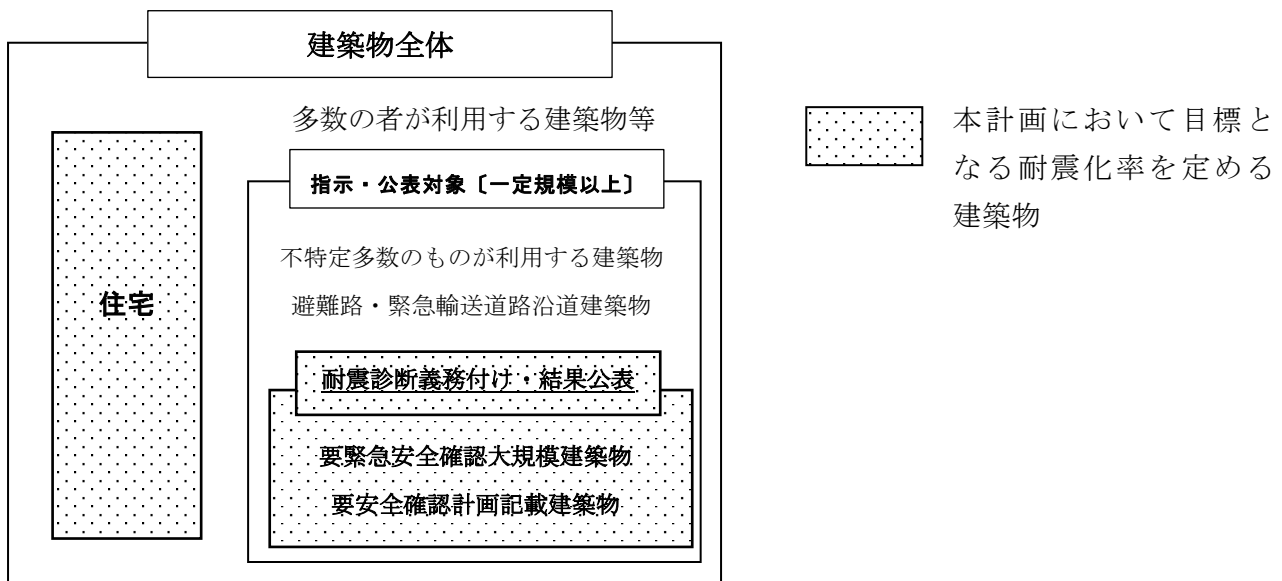 建築物全体
多数の者が利用する建築物等
指示・公表対象〔一定規模以上〕
不特定多数のものが利用する建築物
避難路・緊急輸送道路沿道建築物
住宅
耐震診断義務付け・結果公表
要緊急安全確認大規模建築物
要安全確認計画記載建築物
本計画において目標と
なる耐震化率を定める
建築物